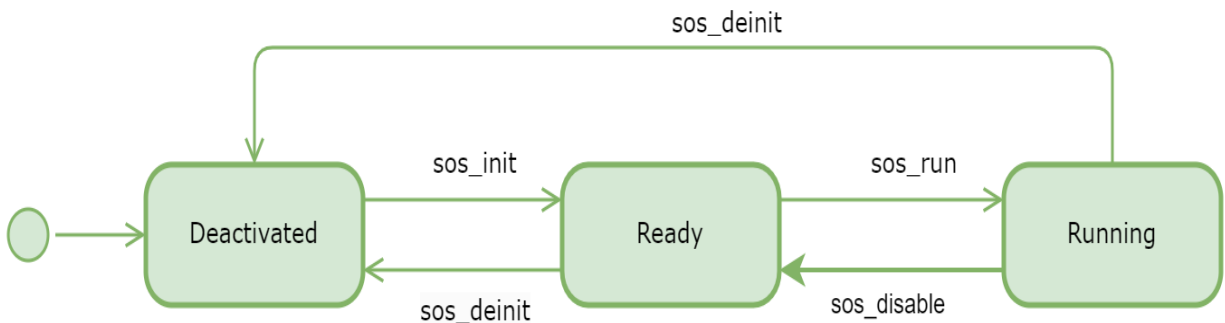 sos_deinit
sos_init
sos_run
Deactivated
Ready
Running
sos_deinit
sos_disable